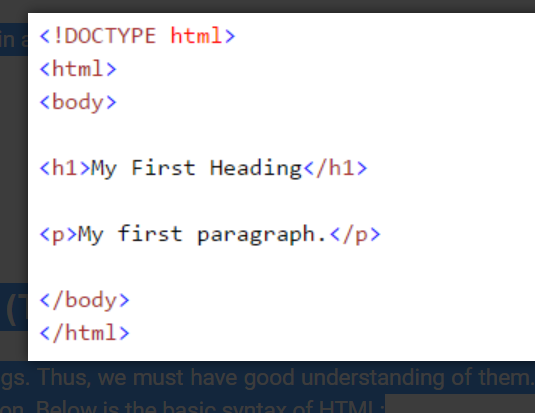 in a
<!DOCTYPE html>
<html>
<body>
<h1>My First Heading</h1>
<p>My first paragraph.</p>
</body>
</html>
gs. Thus, we must have good understanding of them.
on. Below is the basic syntax of HTML: